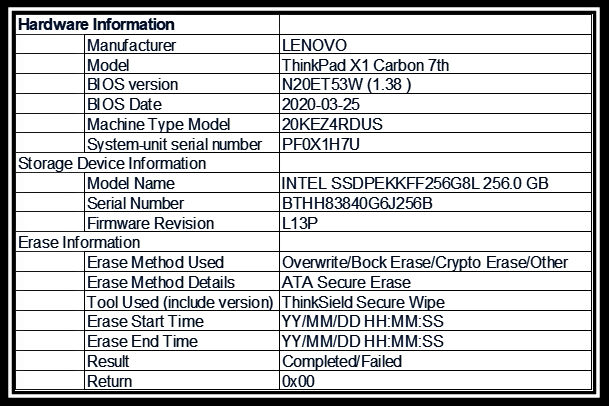 Hardware Information
Manufacturer LENOVO
Model ThinkPad X1 Carbon 7th
BIOS version N20ET53W (1.38 )
BIOS Date 2020-03-25
Machine Type Model 20KEZ4RDUS
System-unit serial number PF0X1H7U
Storage Device Information
Model Name INTEL SSDPEKKFF256G8L 256.0 GB
Serial Number BTHH83840G6J256B
Firmware Revision L13P
Erase Information
Erase Method Used Overwrite/Bock Erase/Crypto Erase/Other
Erase Method Details ATA Secure Erase
Tool Used (include version) ThinkSield Secure Wipe
Erase Start Time YY/MM/DD HH:MM:SS
Erase End Time YY/MM/DD HH:MM:SS
Result Completed/Failed
Return 0x00